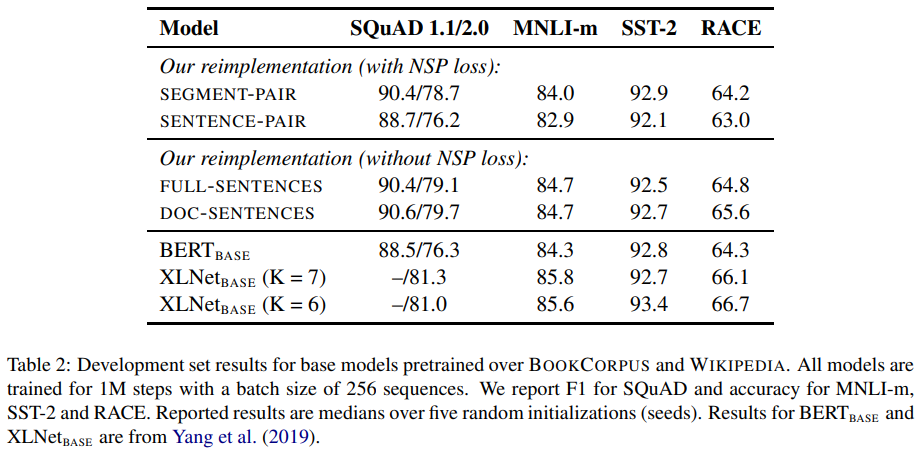 Model SQuAD 1.1/2.0 MNLI-m SST-2 RACE
Our reimplementation (with NSP loss):
SEGMENT-PAIR 90.4/78.7 84.0 92.9 64.2
SENTENCE-PAIR 88.7/76.2 82.9 92.1 63.0
Our reimplementation (without NSP loss):
FULL-SENTENCES 90.4/79.1 84.7 92.5 64.8
DOC-SENTENCES 90.6/79.7 84.7 92.7 65.6
BERTBASE 88.5/76.3 84.3 92.8 64.3
XLNetBASE (K = 7) –/81.3 85.8 92.7 66.1
XLNetBASE (K = 6) –/81.0 85.6 93.4 66.7
Table 2: Development set results for base models pretrained over BOOKCORPUS and WIKIPEDIA. All models are
trained for 1M steps with a batch size of 256 sequences. We report F1 for SQuAD and accuracy for MNLI-m,
SST-2 and RACE. Reported results are medians over five random initializations (seeds). Results for BERTBASE and
XLNetBASE are from Yang et al. (2019).